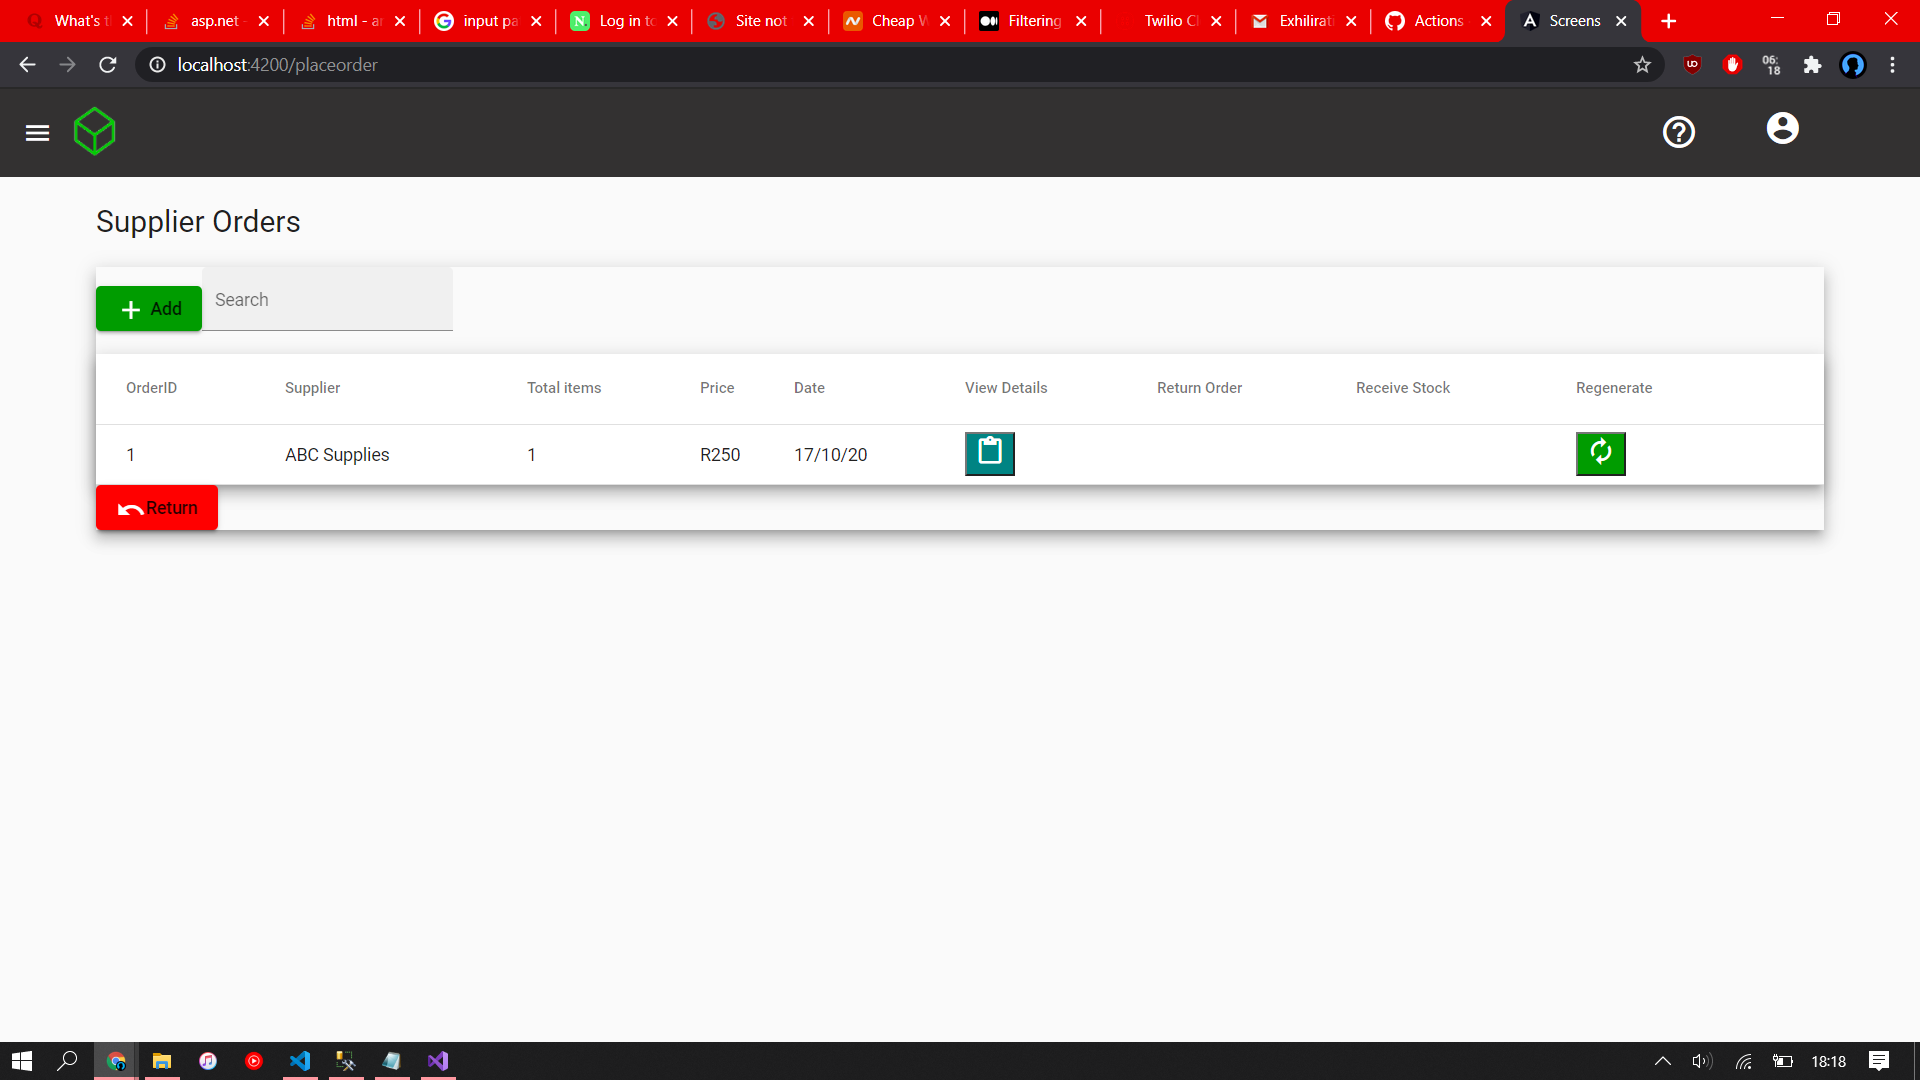 What's t asp.net - html - ar input pa Log in to Site not Cheap W Filtering Twilio Cl Exhilirati Actions Screens
localhost:4200/placeorder
06:
18
Supplier Orders
Add Search
OrderID Supplier Total items Price Date View Details Return Order Receive Stock Regenerate
1 ABC Supplies 1 R250 17/10/20
Return
18:18